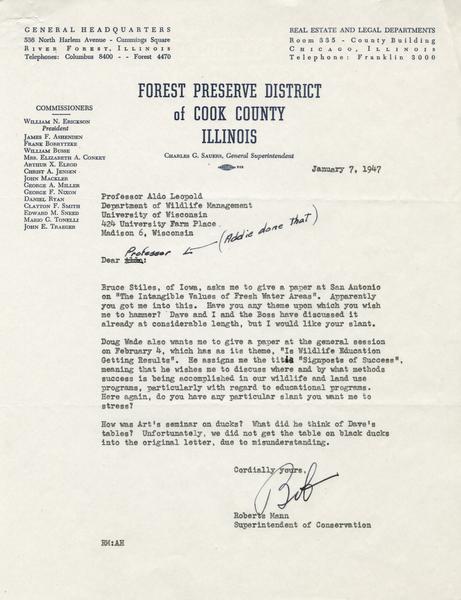 GENERAL HEADQUARTERS
536 North Harlem Avenue - Cummings Square
RIVER FOREST, ILLINOIS
Telephones: Columbus 8400 - - Forest 4470
REAL ESTATE AND LEGAL DEPARTMENTS
Room 335 - County Building
CHICAGO, ILLINOIS
Telephone: Franklin 3000
FOREST PRESERVE DISTRICT
of COOK COUNTY
ILLINOIS
CHARLES G. SAUERS, General Superintendent
COMMISSIONERS
WILLIAM N. ERICKSON
President
JAMES F. ASHENDEN
FRANK BOBRYTZKE
WILLIAM BUSSE
MRS. ELIZABETH A. CONKEY
ARTHUR X. ELROD
CHRIST A. JENSEN
JOHN MACKLER
GEORGE A. MILLER
GEORGE F. NIXON
DANIEL RYAN
CLAYTON F. SMITH
EDWARD M. SNEED
MARIO G. TONELLI
JOHN E. TRAEGER
January 7, 1947
Professor Aldo Leopold
Department of Wildlife Management
University of Wisconsin
424 University Farm Place
Madison 6, Wisconsin
(Addie done that)
Professor L
Dear :
Bruce Stiles, of Iowa, asks me to give a paper at San Antonio
on "The Intangible Values of Fresh Water Areas". Apparently
you got me into this. Have you any theme upon which you wish
me to hammer? Dave and I and the Boss have discussed it
already at considerable length, but I would like your slant.
Doug Wade also wants me to give a paper at the general session
on February 4, which has as its theme, "Is Wildlife Education
Getting Results". He assigns me the title "Signposts of Success",
meaning that he wishes me to discuss where and by what methods
success is being accomplished in our wildlife and land use
programs, particularly with regard to educational programs.
Here again, do you have any particular slant you want me to
stress?
How was Art's seminar on ducks? What did he think of Dave's
tables? Unfortunately, we did not get the table on black ducks
into the original letter, due to misunderstanding.
Cordially yours,
Bob
Roberts Mann
Superintendent of Conservation
RM:AH